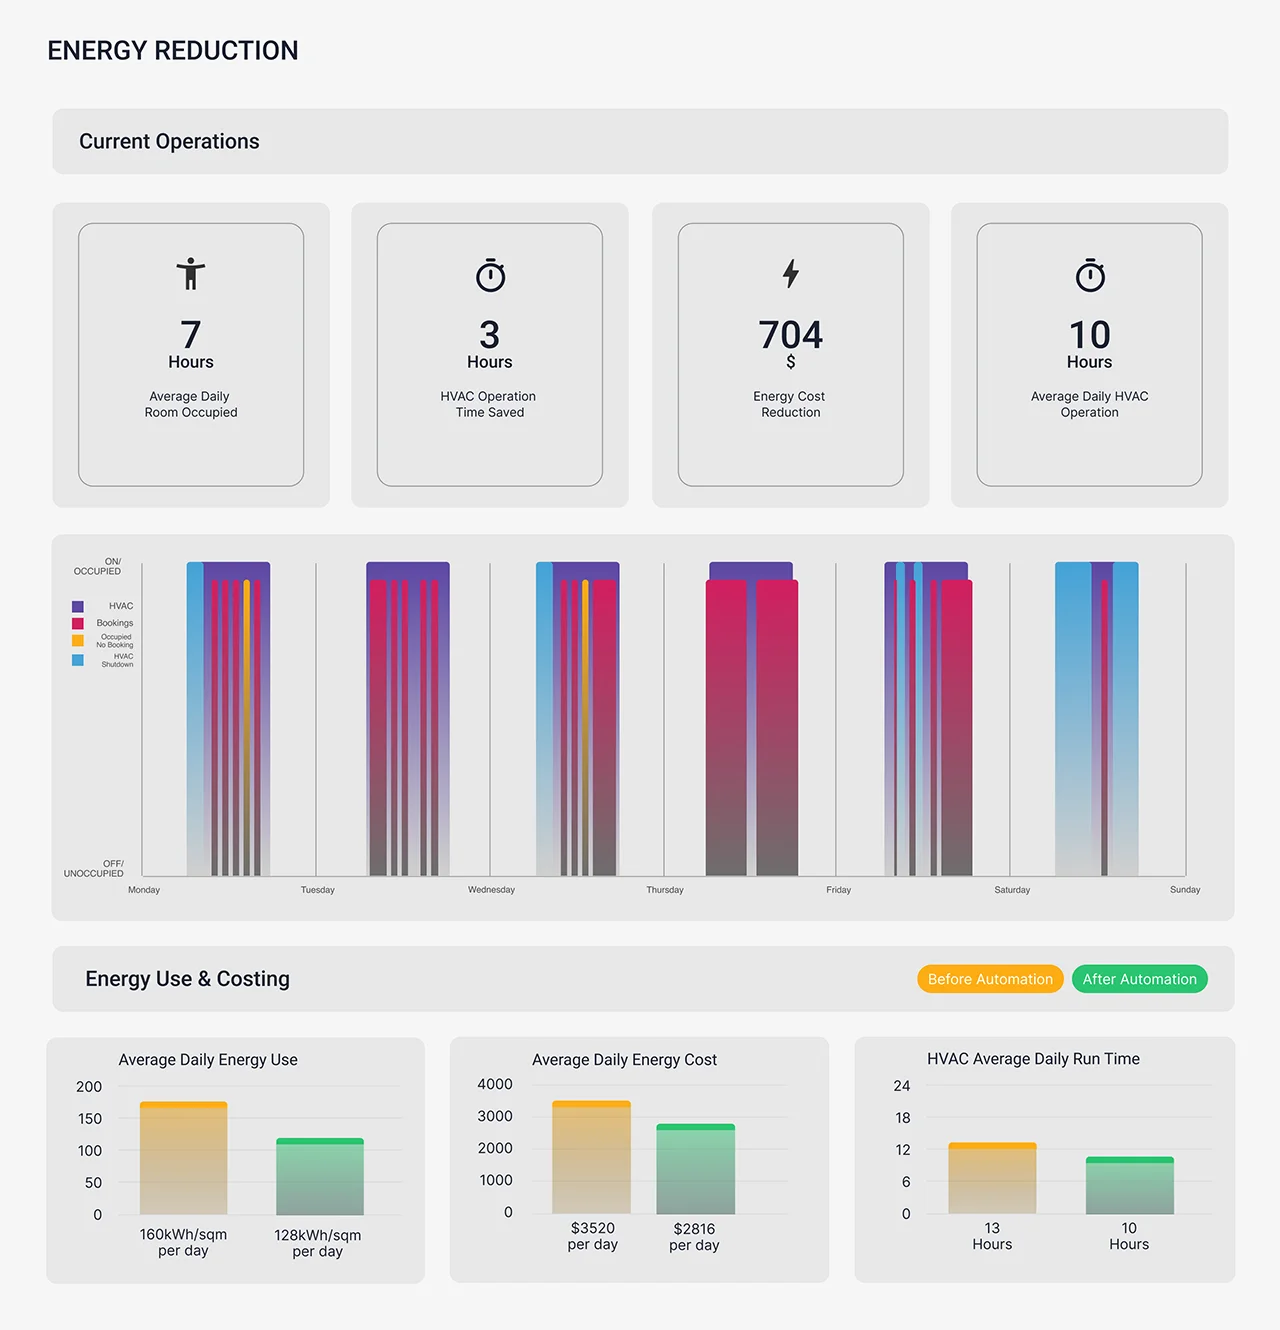 ENERGY REDUCTION
Current Operations
7
Hours
Average Daily
Room Occupied
3
Hours
HVAC Operation
Time Saved
704
$
Energy Cost
Reduction
10
Hours
Average Daily HVAC
Operation
ON/
OCCUPIED
HVAC
Bookings
Occupied
No Booking
HVAC
Shutdown
OFF/
UNOCCUPIED
Monday
Tuesday
Wednesday
Thursday
Friday
Saturday
Sunday
Energy Use & Costing
Before Automation
After Automation
Average Daily Energy Use
200
150
100
50
0
160kWh/sqm
per day
128kWh/sqm
per day
Average Daily Energy Cost
4000
3000
2000
1000
0
$3520
per day
$2816
per day
HVAC Average Daily Run Time
24
18
12
6
0
13
Hours
10
Hours